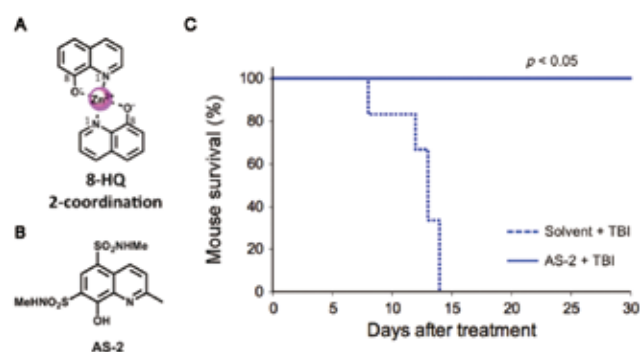 A
8
1
N
O⁻
Zn²⁺
O⁻
N
1
8
8-HQ
2-coordination
B
SO₂NHMe
MeHNO₂S
N
OH
AS-2
C
p < 0.05
Mouse survival (%)
100
80
60
40
20
0
Solvent + TBI
AS-2 + TBI
0 5 10 15 20 25 30
Days after treatment